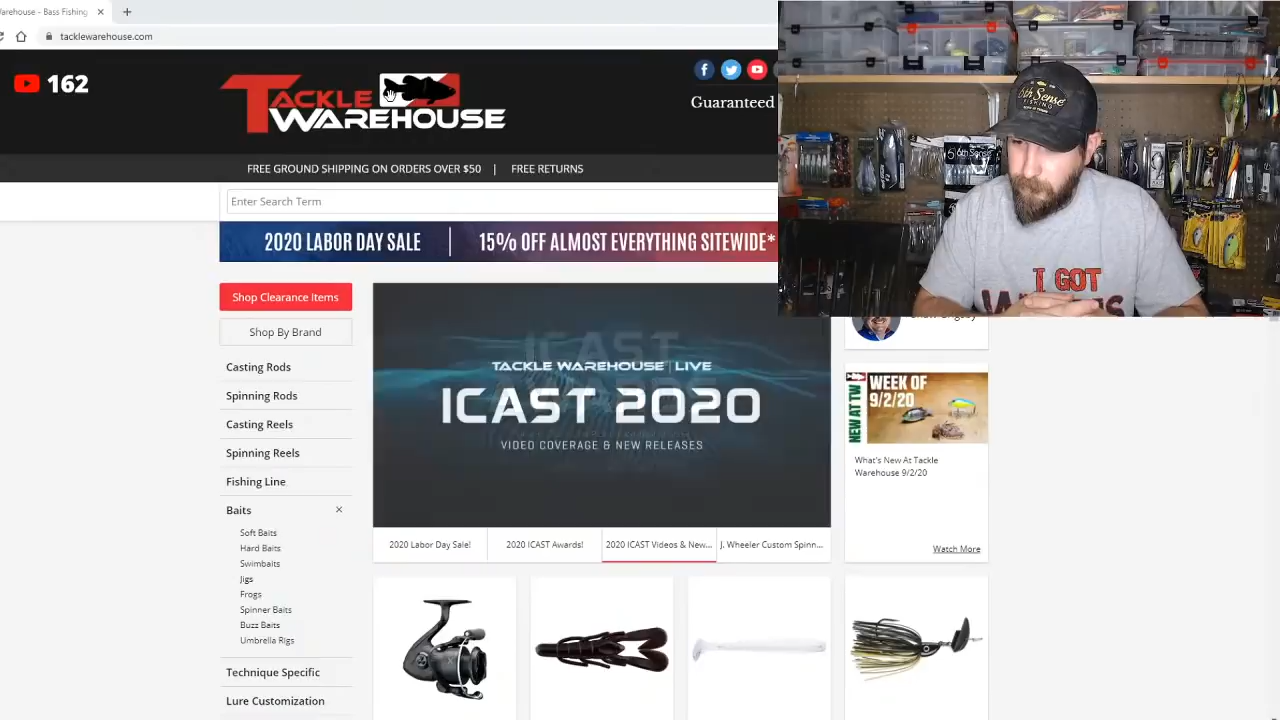 arehouse - Bass Fishing
tacklewarehouse.com
162
TACKLE
WAREHOUSE
Guaranteed
FREE GROUND SHIPPING ON ORDERS OVER $50 | FREE RETURNS
Enter Search Term
2020 LABOR DAY SALE | 15% OFF ALMOST EVERYTHING SITEWIDE*
6th Sense
FISHING
6th Sense
I GOT
Shop Clearance Items
Shop By Brand
Casting Rods
Spinning Rods
Casting Reels
Spinning Reels
Fishing Line
Baits
Soft Baits
Hard Baits
Swimbaits
Jigs
Frogs
Spinner Baits
Buzz Baits
Umbrella Rigs
Technique Specific
Lure Customization
ICAST
TACKLE WAREHOUSE | LIVE
ICAST 2020
VIDEO COVERAGE & NEW RELEASES
2020 Labor Day Sale!
2020 ICAST Awards!
2020 ICAST Videos & New...
J. Wheeler Custom Spinn...
NEW AT TW
WEEK OF
9/2/20
What's New At Tackle
Warehouse 9/2/20
Watch More